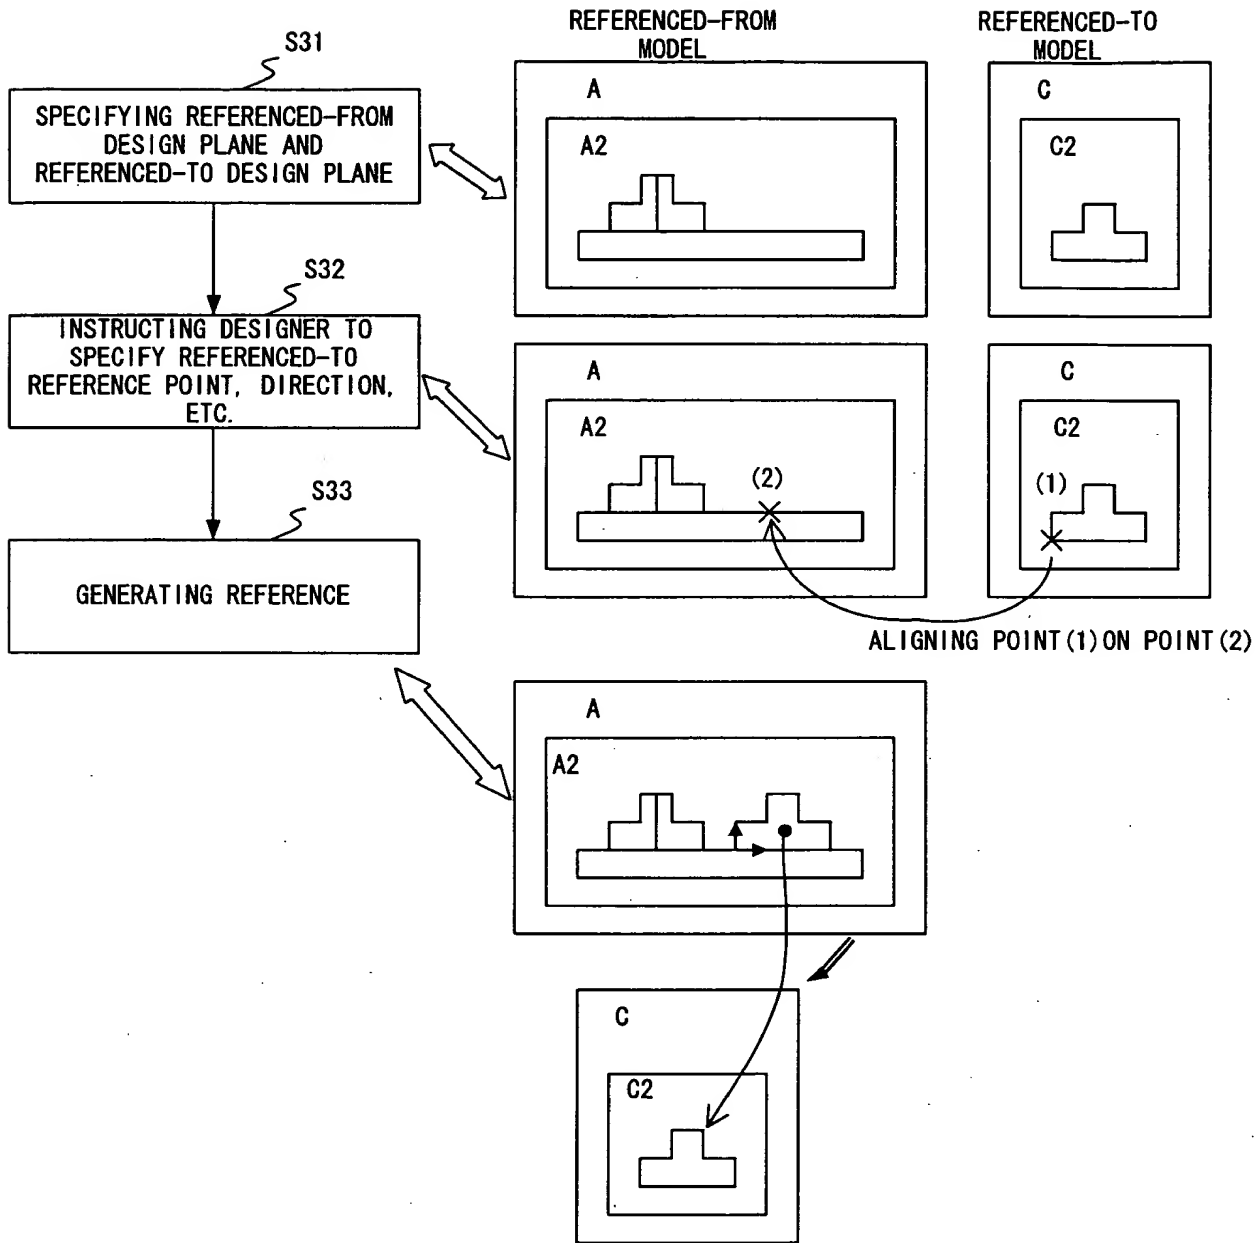 REFERENCED-FROM
MODEL
REFERENCED-TO
MODEL
S31
SPECIFYING REFERENCED-FROM
DESIGN PLANE AND
REFERENCED-TO DESIGN PLANE
A
A2
C
C2
S32
INSTRUCTING DESIGNER TO
SPECIFY REFERENCED-TO
REFERENCE POINT, DIRECTION,
ETC.
A
A2
(2)
C
C2
(1)
S33
GENERATING REFERENCE
ALIGNING POINT(1)ON POINT(2)
A
A2
C
C2